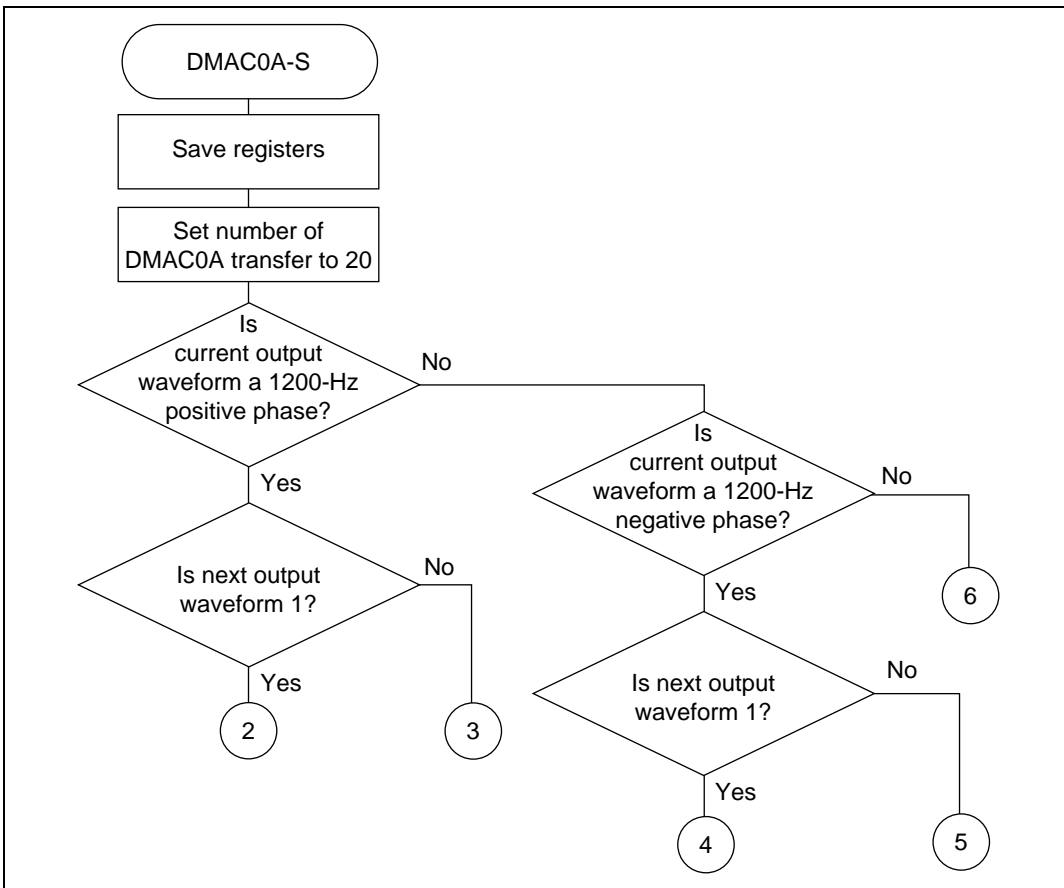 DMAC0A-S
Save registers
Set number of
DMAC0A transfer to 20
Is
current output
waveform a 1200-Hz
positive phase?
No
Yes
Is next output
waveform 1?
No
Yes
2
3
Is
current output
waveform a 1200-Hz
negative phase?
No
6
Yes
Is next output
waveform 1?
No
Yes
4
5